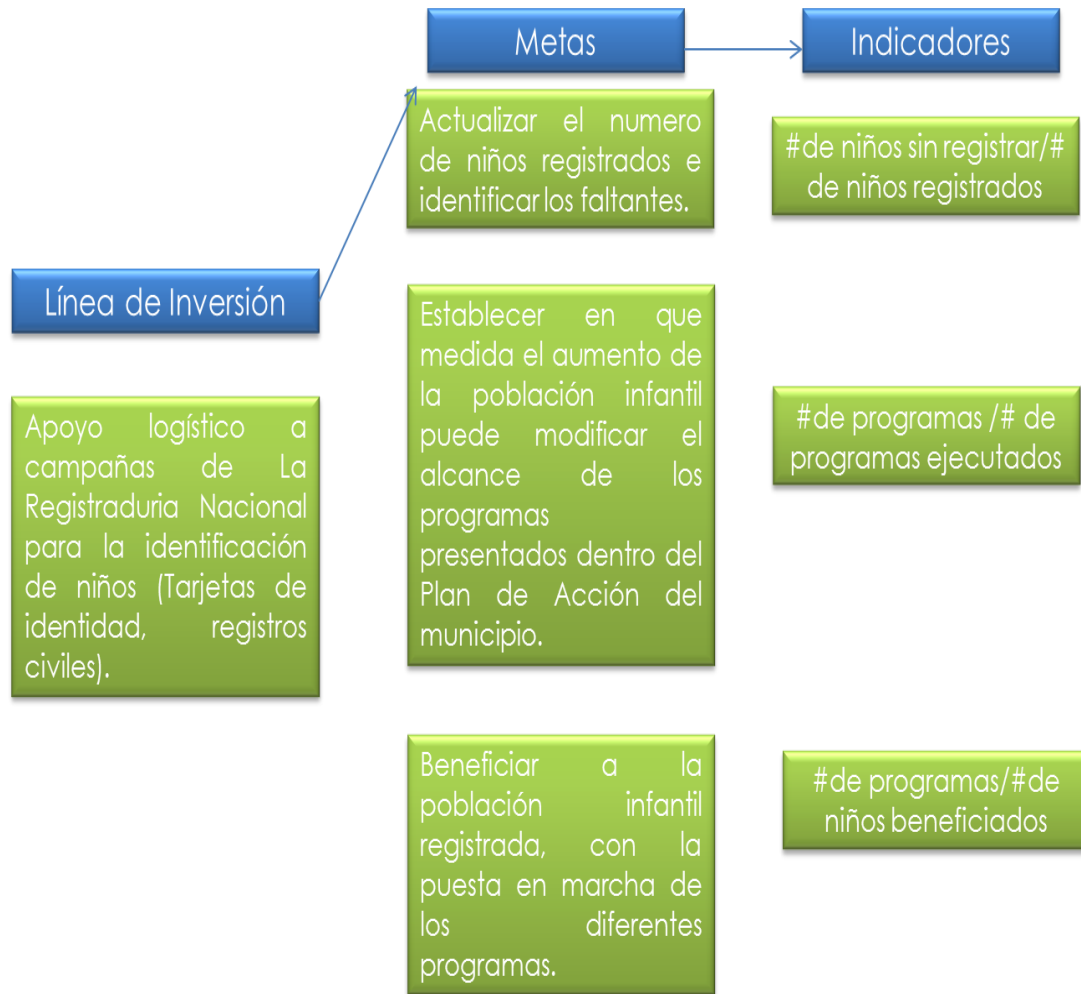 Metas
Indicadores
Actualizar el numero
de niños registrados e
identificar los faltantes.
#de niños sin registrar/#
de niños registrados
Línea de Inversión
Establecer en que
medida el aumento de
la población infantil
puede modificar el
alcance de los
programas
presentados dentro del
Plan de Acción del
municipio.
#de programas /# de
programas ejecutados
Apoyo logístico a
campañas de La
Registraduria Nacional
para la identificación
de niños (Tarjetas de
identidad, registros
civiles).
Beneficiar a la
población infantil
registrada, con la
puesta en marcha de
los diferentes
programas.
#de programas/#de
niños beneficiados